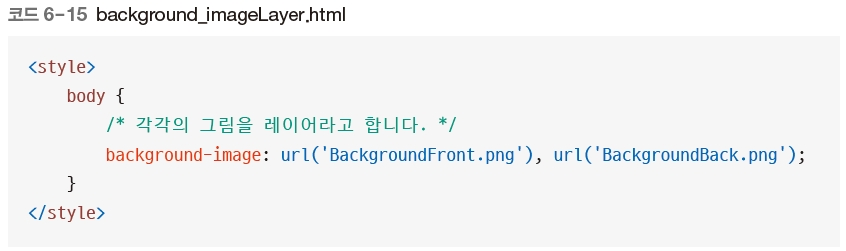 코드 6-15 background_imageLayer.html
<style>
body {
/* 각각의 그림을 레이어라고 합니다. */
background-image: url('BackgroundFront.png'), url('BackgroundBack.png');
}
</style>